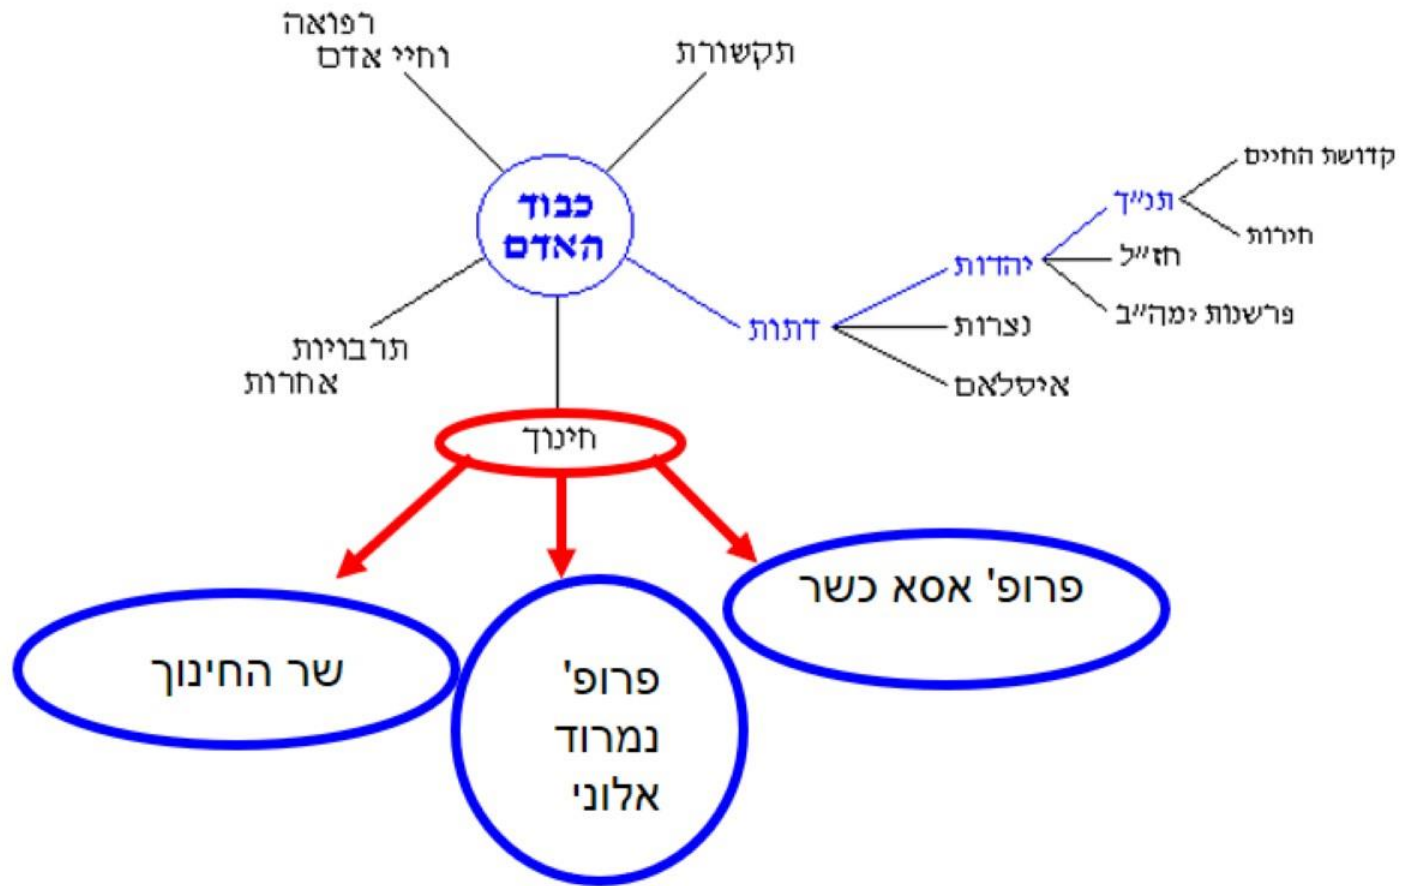 רפואה
וחיי אדם
תקשורת
כבוד
האדם
קדושת החיים
תנ"ך
חירות
חז"ל
יהדות
פרשנות ימה"ב
נצרות
דתות
איסלאם
תרבויות
אחרות
חינוך
פרופ' אסא כשר
פרופ'
נמרוד
אלוני
שר החינוך